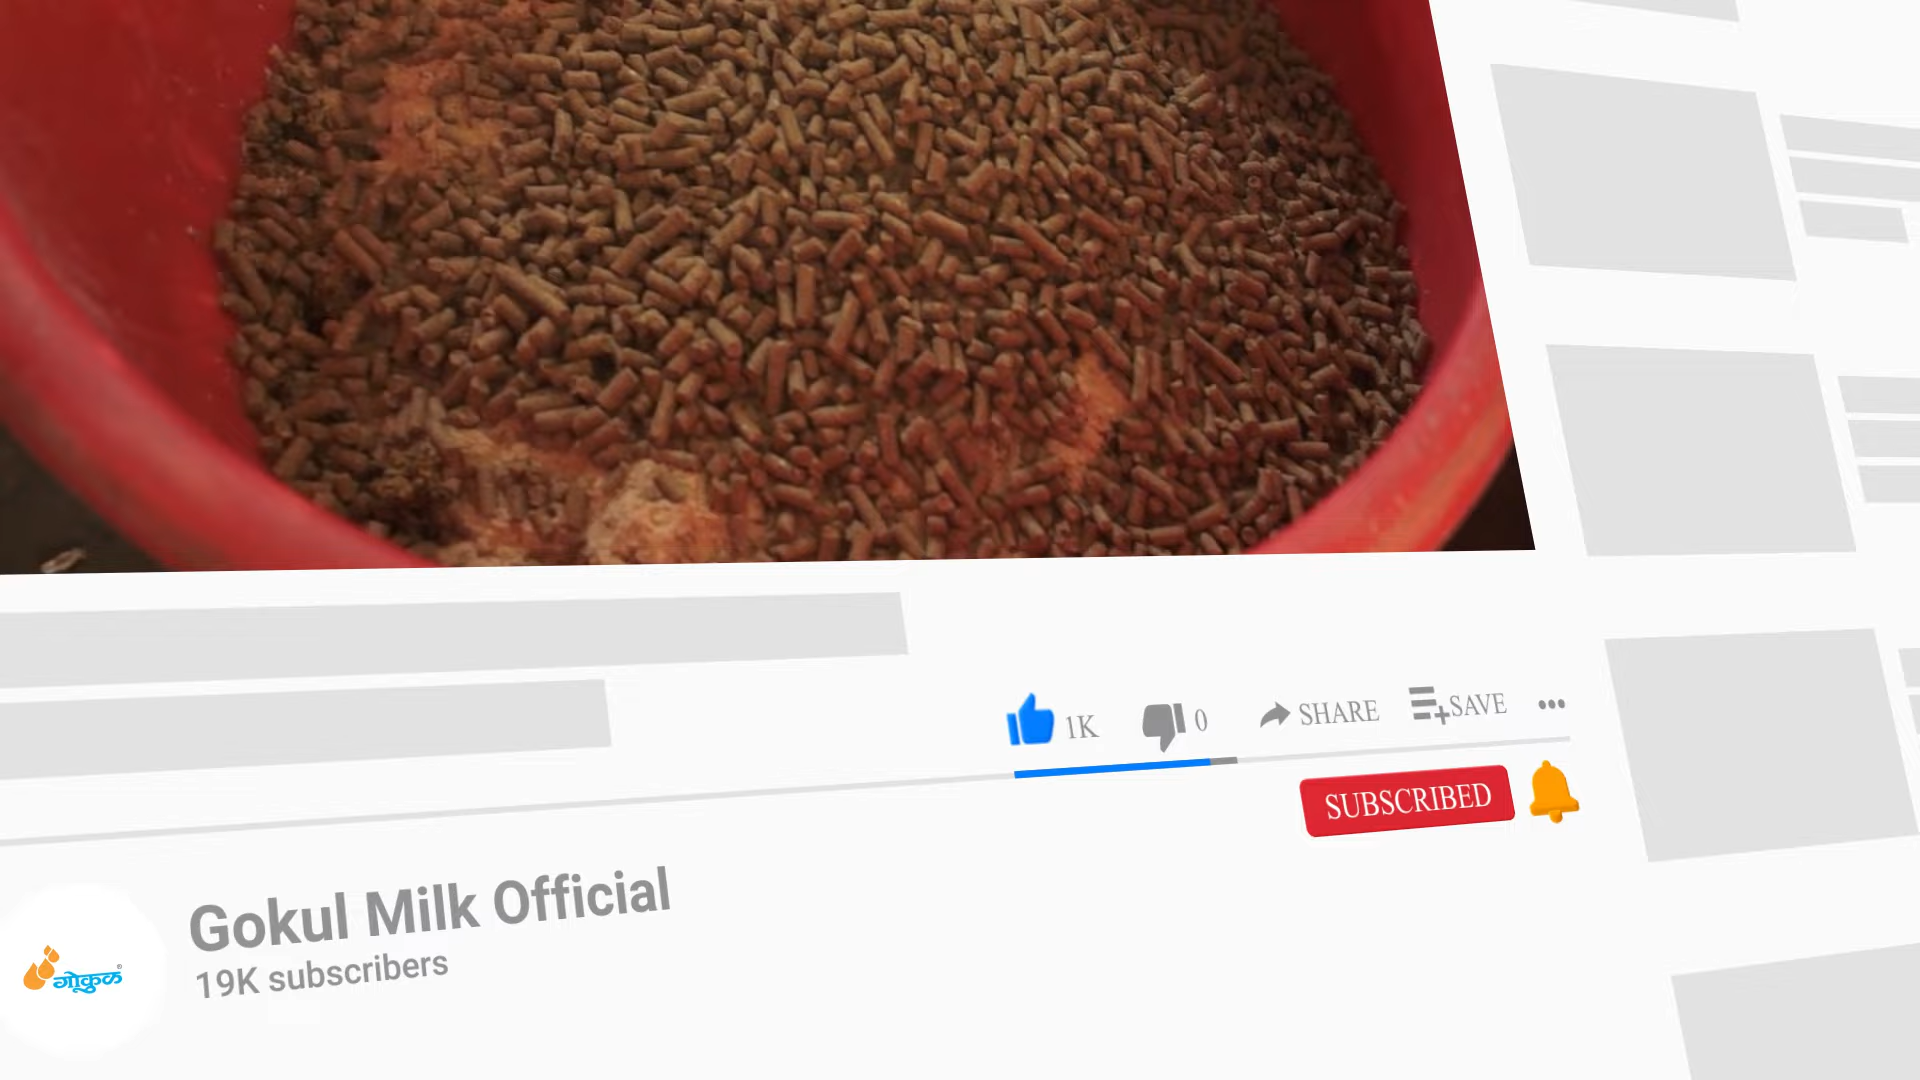 1K
0
SHARE
SAVE
SUBSCRIBED
Gokul Milk Official
19K subscribers
गोकुळ